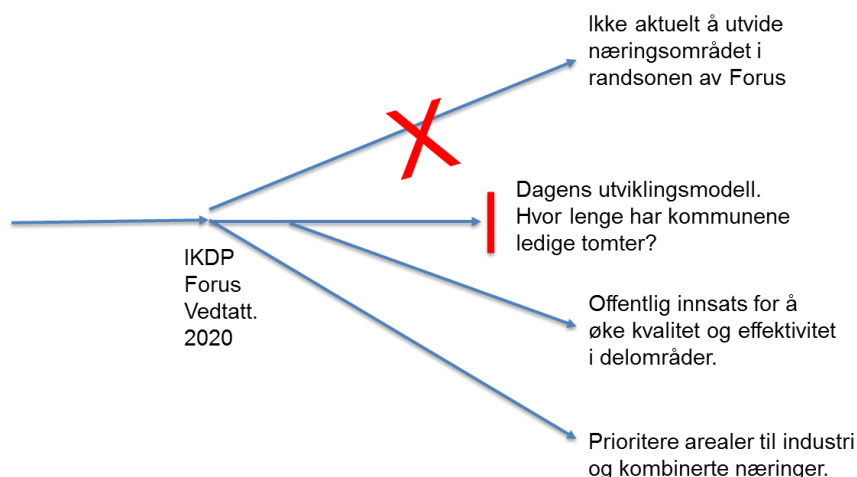 Ikke aktuelt å utvide
næringsområdet i
randsonen av Forus
Dagens utviklingsmodell.
Hvor lenge har kommunene
ledige tomter?
IKDP
Forus
Vedtatt.
2020
Offentlig innsats for å
øke kvalitet og effektivitet
i delområder.
Prioritere arealer til industri
og kombinerte næringer.